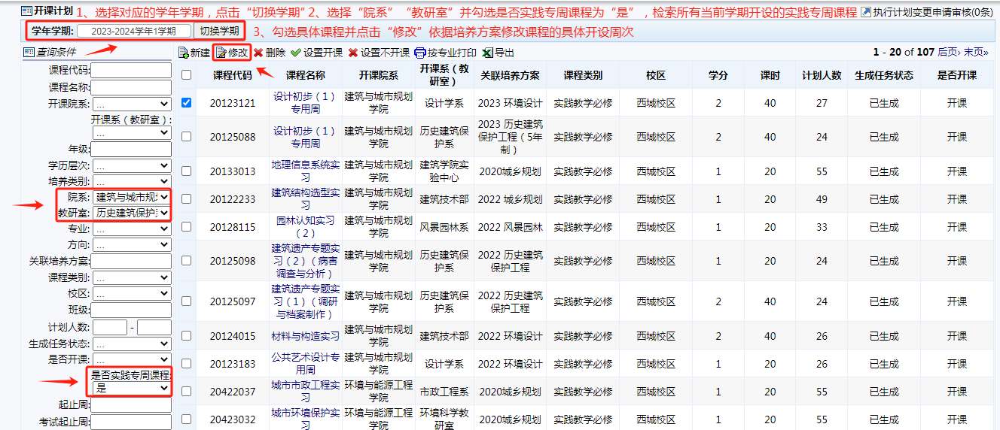 开课计划 1、选择对应的学年学期，点击“切换学期” 2、选择“院系”“教研室”并勾选是否实践专周课程为“是”，检索所有当前学期开设的实践专周课程 执行计划变更申请审核(0条)
学年学期: 2023-2024学年1学期 切换学期 3、勾选具体课程并点击“修改”依据培养方案修改课程的具体开设周次
查询条件
课程代码:
课程名称:
开课院系: ...
开课系（教研室）:
...
年级:
学历层次: ...
培养类别: ...
院系: 建筑与城市规
教研室: 历史建筑保护
专业: ...
方向: ...
关联培养方案:
课程类别: ...
校区: ...
班级:
计划人数: -
生成任务状态: ...
是否开课: ...
是否实践专周课程:
是
起止周:
考试起止周:
新建 修改 删除 设置开课 设置不开课 按专业打印 导出 1 - 20 of 107 后页› 末页»
课程代码 课程名称 开课院系 开课系（教研室） 关联培养方案 课程类别 校区 学分 课时 计划人数 生成任务状态 是否开课
20123121 设计初步（1）专用周 建筑与城市规划学院 设计学系 2023 环境设计 实践教学必修 西城校区 2 40 27 已生成 开课
20125088 设计初步（1）专用周 建筑与城市规划学院 历史建筑保护系 2023 历史建筑保护工程（5年制） 实践教学必修 西城校区 2 40 24 已生成 开课
20133013 地理信息系统实习 建筑与城市规划学院 建筑学院实验中心 2020城乡规划 实践教学必修 西城校区 1 20 55 已生成 开课
20122233 建筑结构选型实习 建筑与城市规划学院 建筑技术部 2022 城乡规划 实践教学必修 西城校区 1 20 49 已生成 开课
20128115 园林认知实习（2） 建筑与城市规划学院 风景园林系 2022 风景园林 实践教学必修 西城校区 1 20 33 已生成 开课
20125098 建筑遗产专题实习（2）（病害调查与分析） 建筑与城市规划学院 历史建筑保护系 2022 历史建筑保护工程 实践教学必修 西城校区 1 20 24 已生成 开课
20125097 建筑遗产专题实习（1）（调研与档案制作） 建筑与城市规划学院 历史建筑保护系 2022 历史建筑保护工程 实践教学必修 西城校区 2 40 24 已生成 开课
20124015 材料与构造实习 建筑与城市规划学院 建筑技术部 2022 环境设计 实践教学必修 西城校区 2 40 26 已生成 开课
20123183 公共艺术设计专用周 建筑与城市规划学院 设计学系 2022 环境设计 实践教学必修 西城校区 1 20 26 已生成 开课
20422037 城市市政工程实习 环境与能源工程学院 市政工程系 2020城乡规划 实践教学必修 西城校区 1 20 55 已生成 开课
20423032 城市环境保护实习 环境与能源工程学院 环境科学教研室 2020城乡规划 实践教学必修 西城校区 1 20 55 已生成 开课